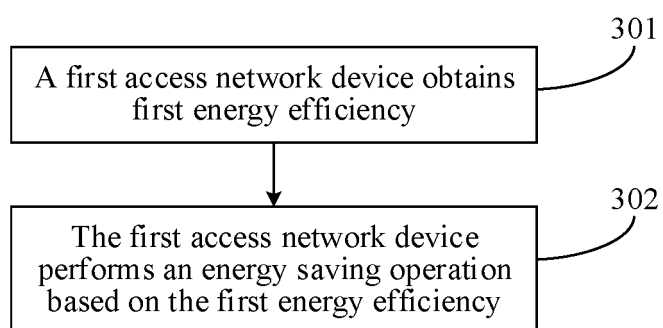 301
A first access network device obtains
first energy efficiency
302
The first access network device
performs an energy saving operation
based on the first energy efficiency